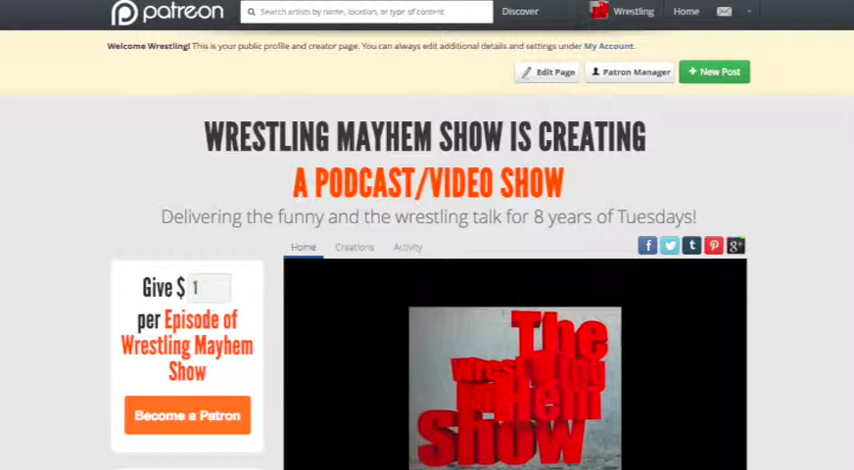 patreon
Search artists by name, location, or type of content
Discover
Wrestling
Home
Welcome Wrestling! This is your public profile and creator page. You can always edit additional details and settings under My Account.
Edit Page
Patron Manager
+ New Post
WRESTLING MAYHEM SHOW IS CREATING
A PODCAST/VIDEO SHOW
Delivering the funny and the wrestling talk for 8 years of Tuesdays!
Home
Creations
Activity
f
t
p
g+
Give $ 1
per Episode of
Wrestling Mayhem
Show
Become a Patron
The
Wrestling
Mayhem
Show